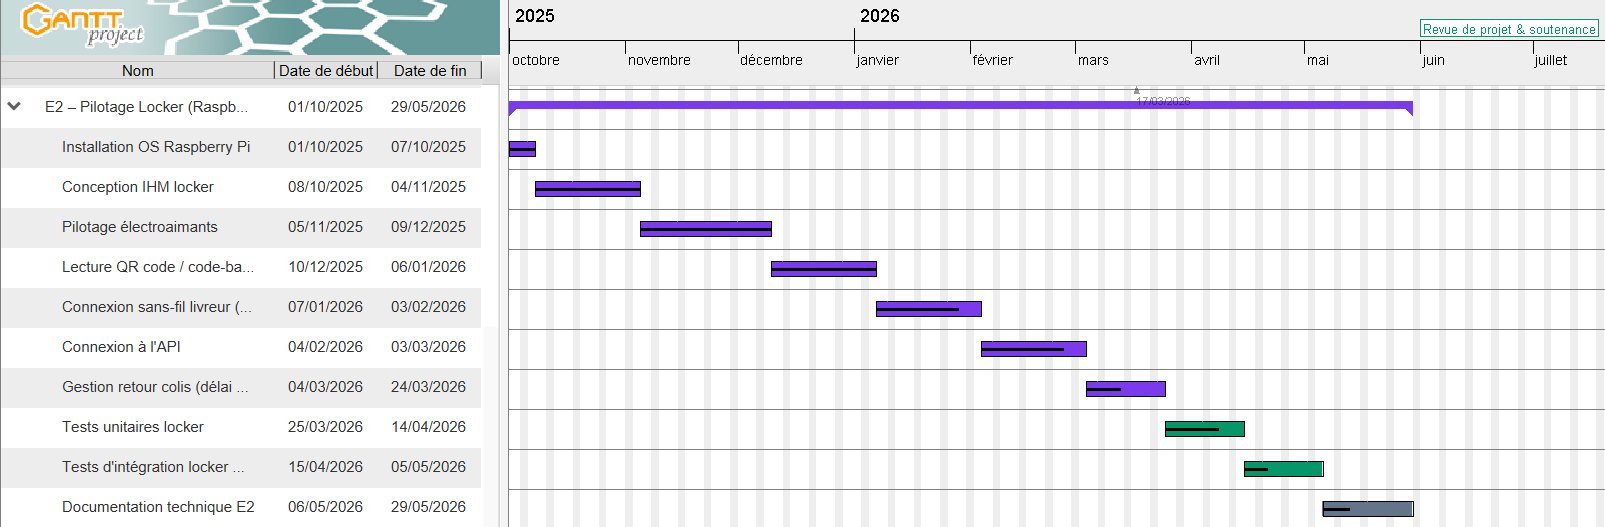 GANTT
project
2025
2026
Revue de projet & soutenance
octobre novembre décembre janvier février mars avril mai juin juillet
Nom Date de début Date de fin
17/03/2026
E2 – Pilotage Locker (Raspb... 01/10/2025 29/05/2026
Installation OS Raspberry Pi 01/10/2025 07/10/2025
Conception IHM locker 08/10/2025 04/11/2025
Pilotage électroaimants 05/11/2025 09/12/2025
Lecture QR code / code-ba... 10/12/2025 06/01/2026
Connexion sans-fil livreur (... 07/01/2026 03/02/2026
Connexion à l'API 04/02/2026 03/03/2026
Gestion retour colis (délai ... 04/03/2026 24/03/2026
Tests unitaires locker 25/03/2026 14/04/2026
Tests d'intégration locker ... 15/04/2026 05/05/2026
Documentation technique E2 06/05/2026 29/05/2026